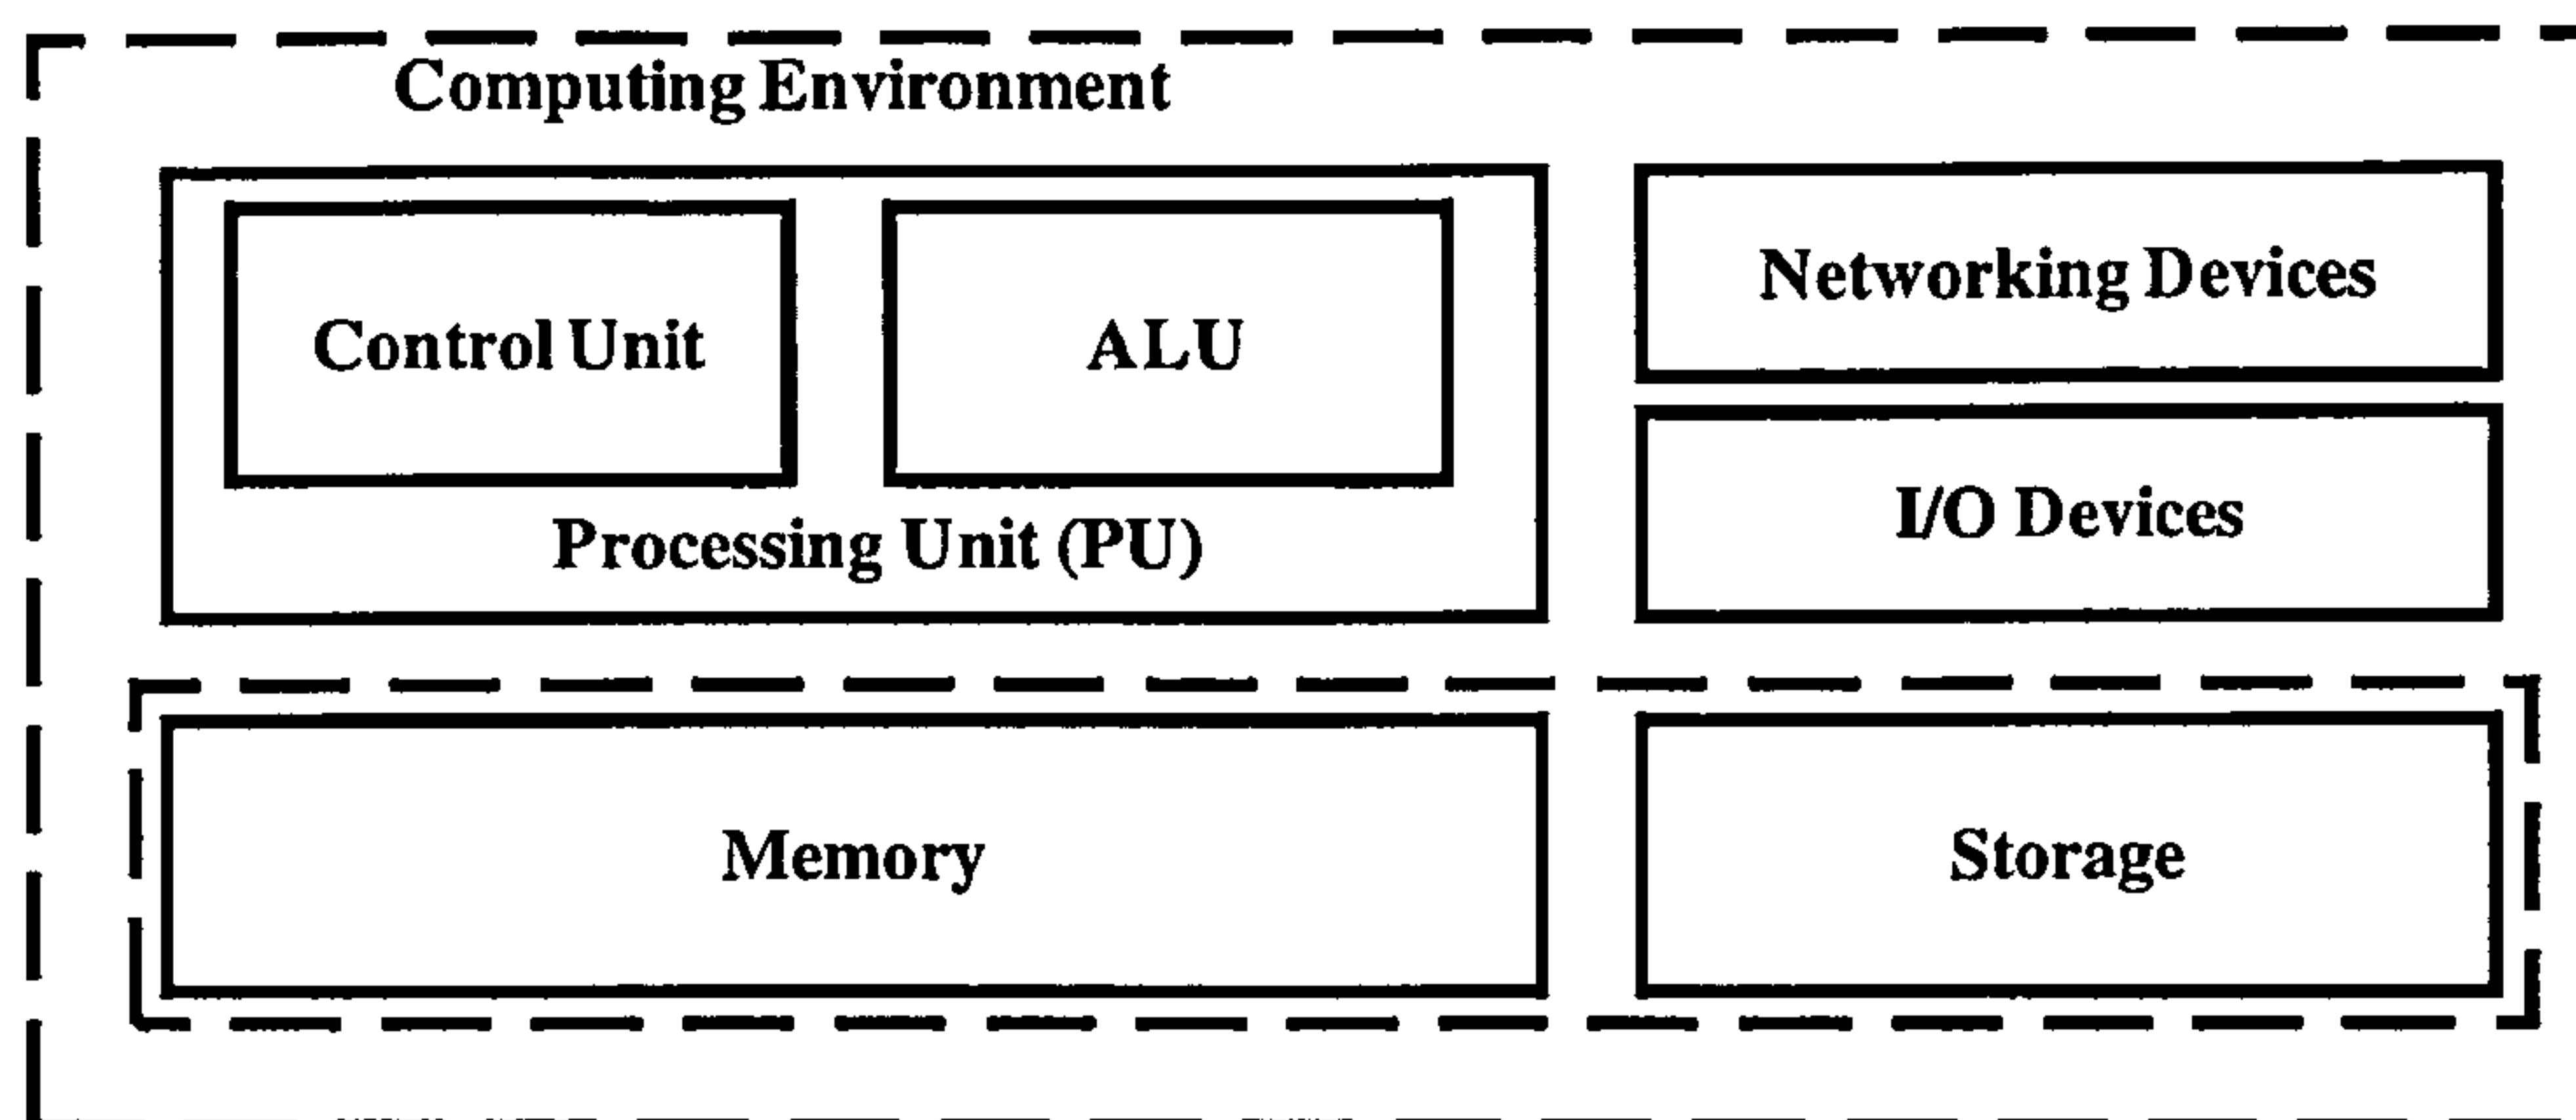 Computing Environment
Control Unit
ALU
Processing Unit (PU)
Networking Devices
I/O Devices
Memory
Storage